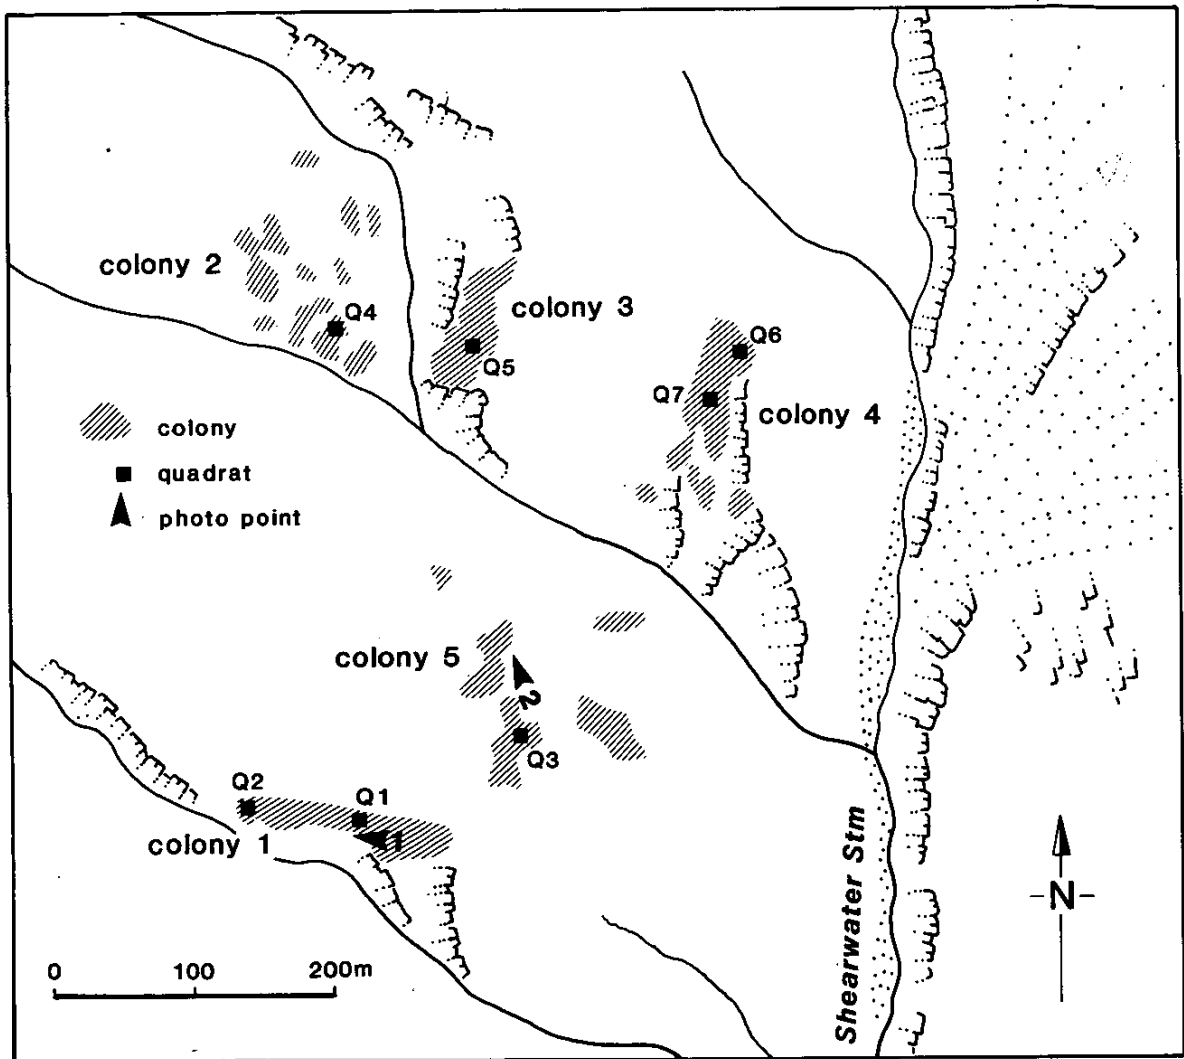 colony 2
Q4
colony 3
Q5
Q6
Q7
colony 4
colony
quadrat
photo point
colony 5
2
Q3
Q2
Q1
1
colony 1
Shearwater Stm
-N-
0 100 200m